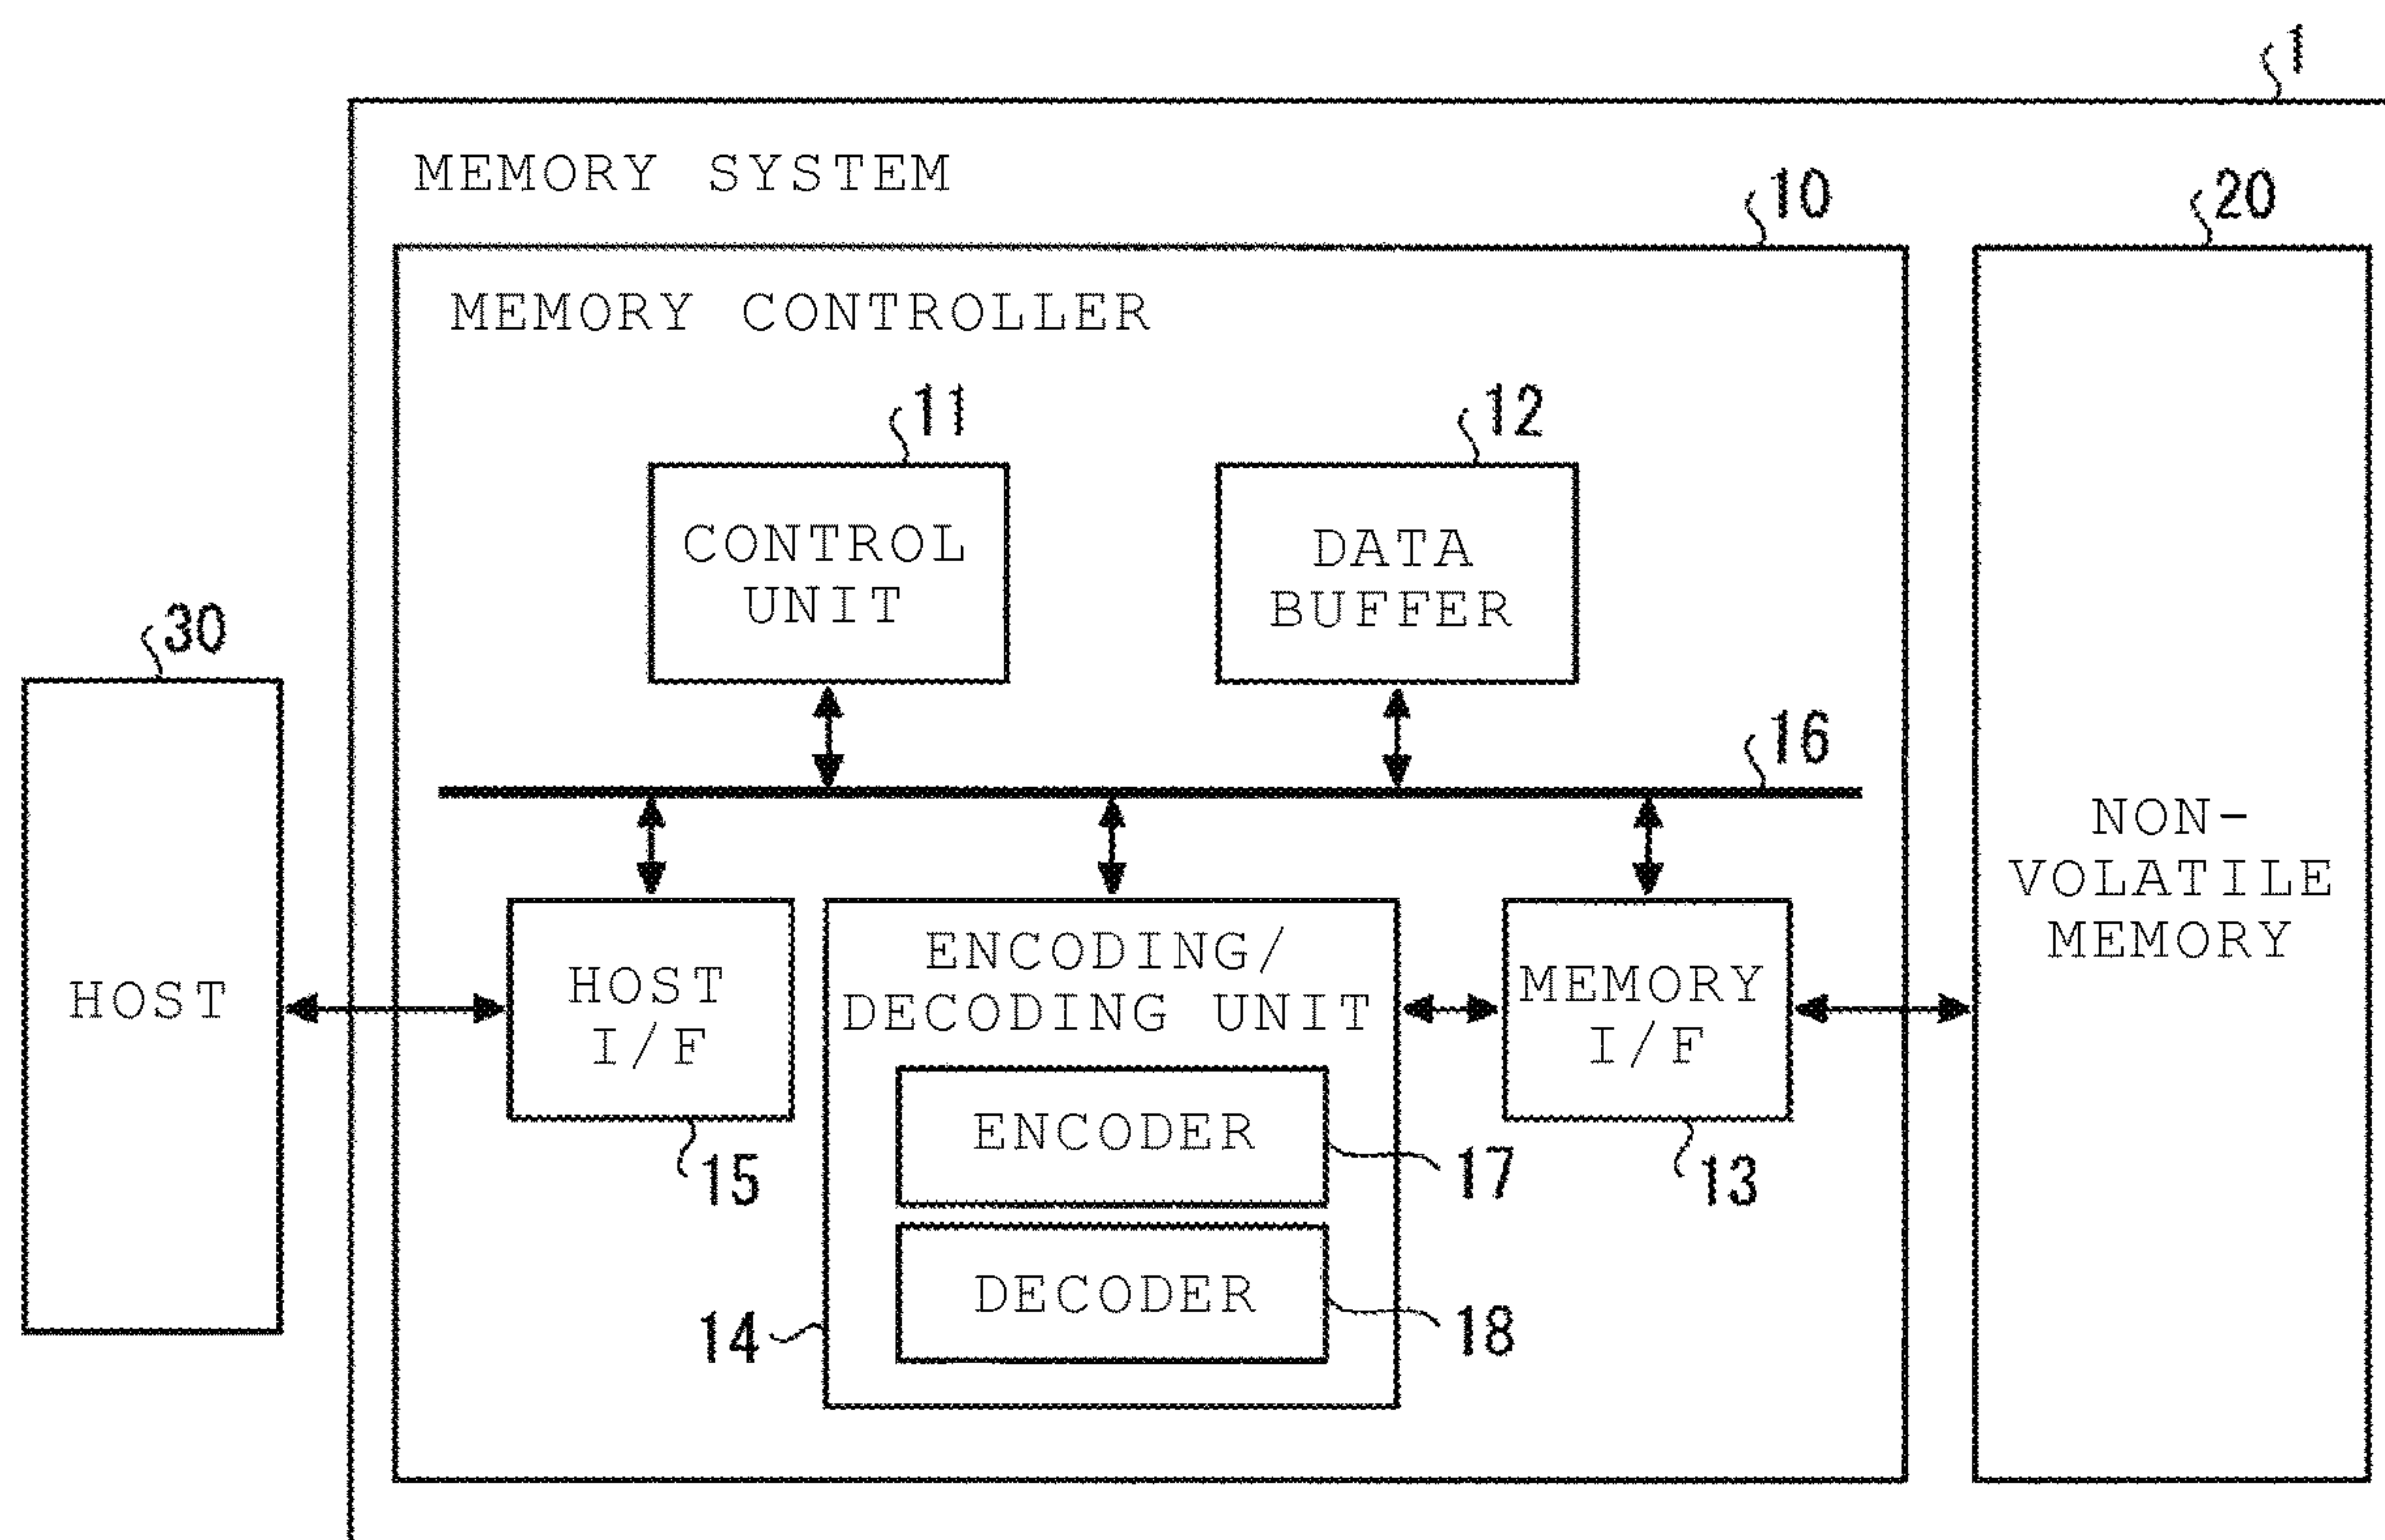 1
MEMORY SYSTEM
10
20
MEMORY CONTROLLER
11
12
CONTROL
UNIT
DATA
BUFFER
30
16
HOST
HOST
I/F
ENCODING/
DECODING UNIT
MEMORY
I/F
NON-
VOLATILE
MEMORY
ENCODER
15
17
13
DECODER
14
18